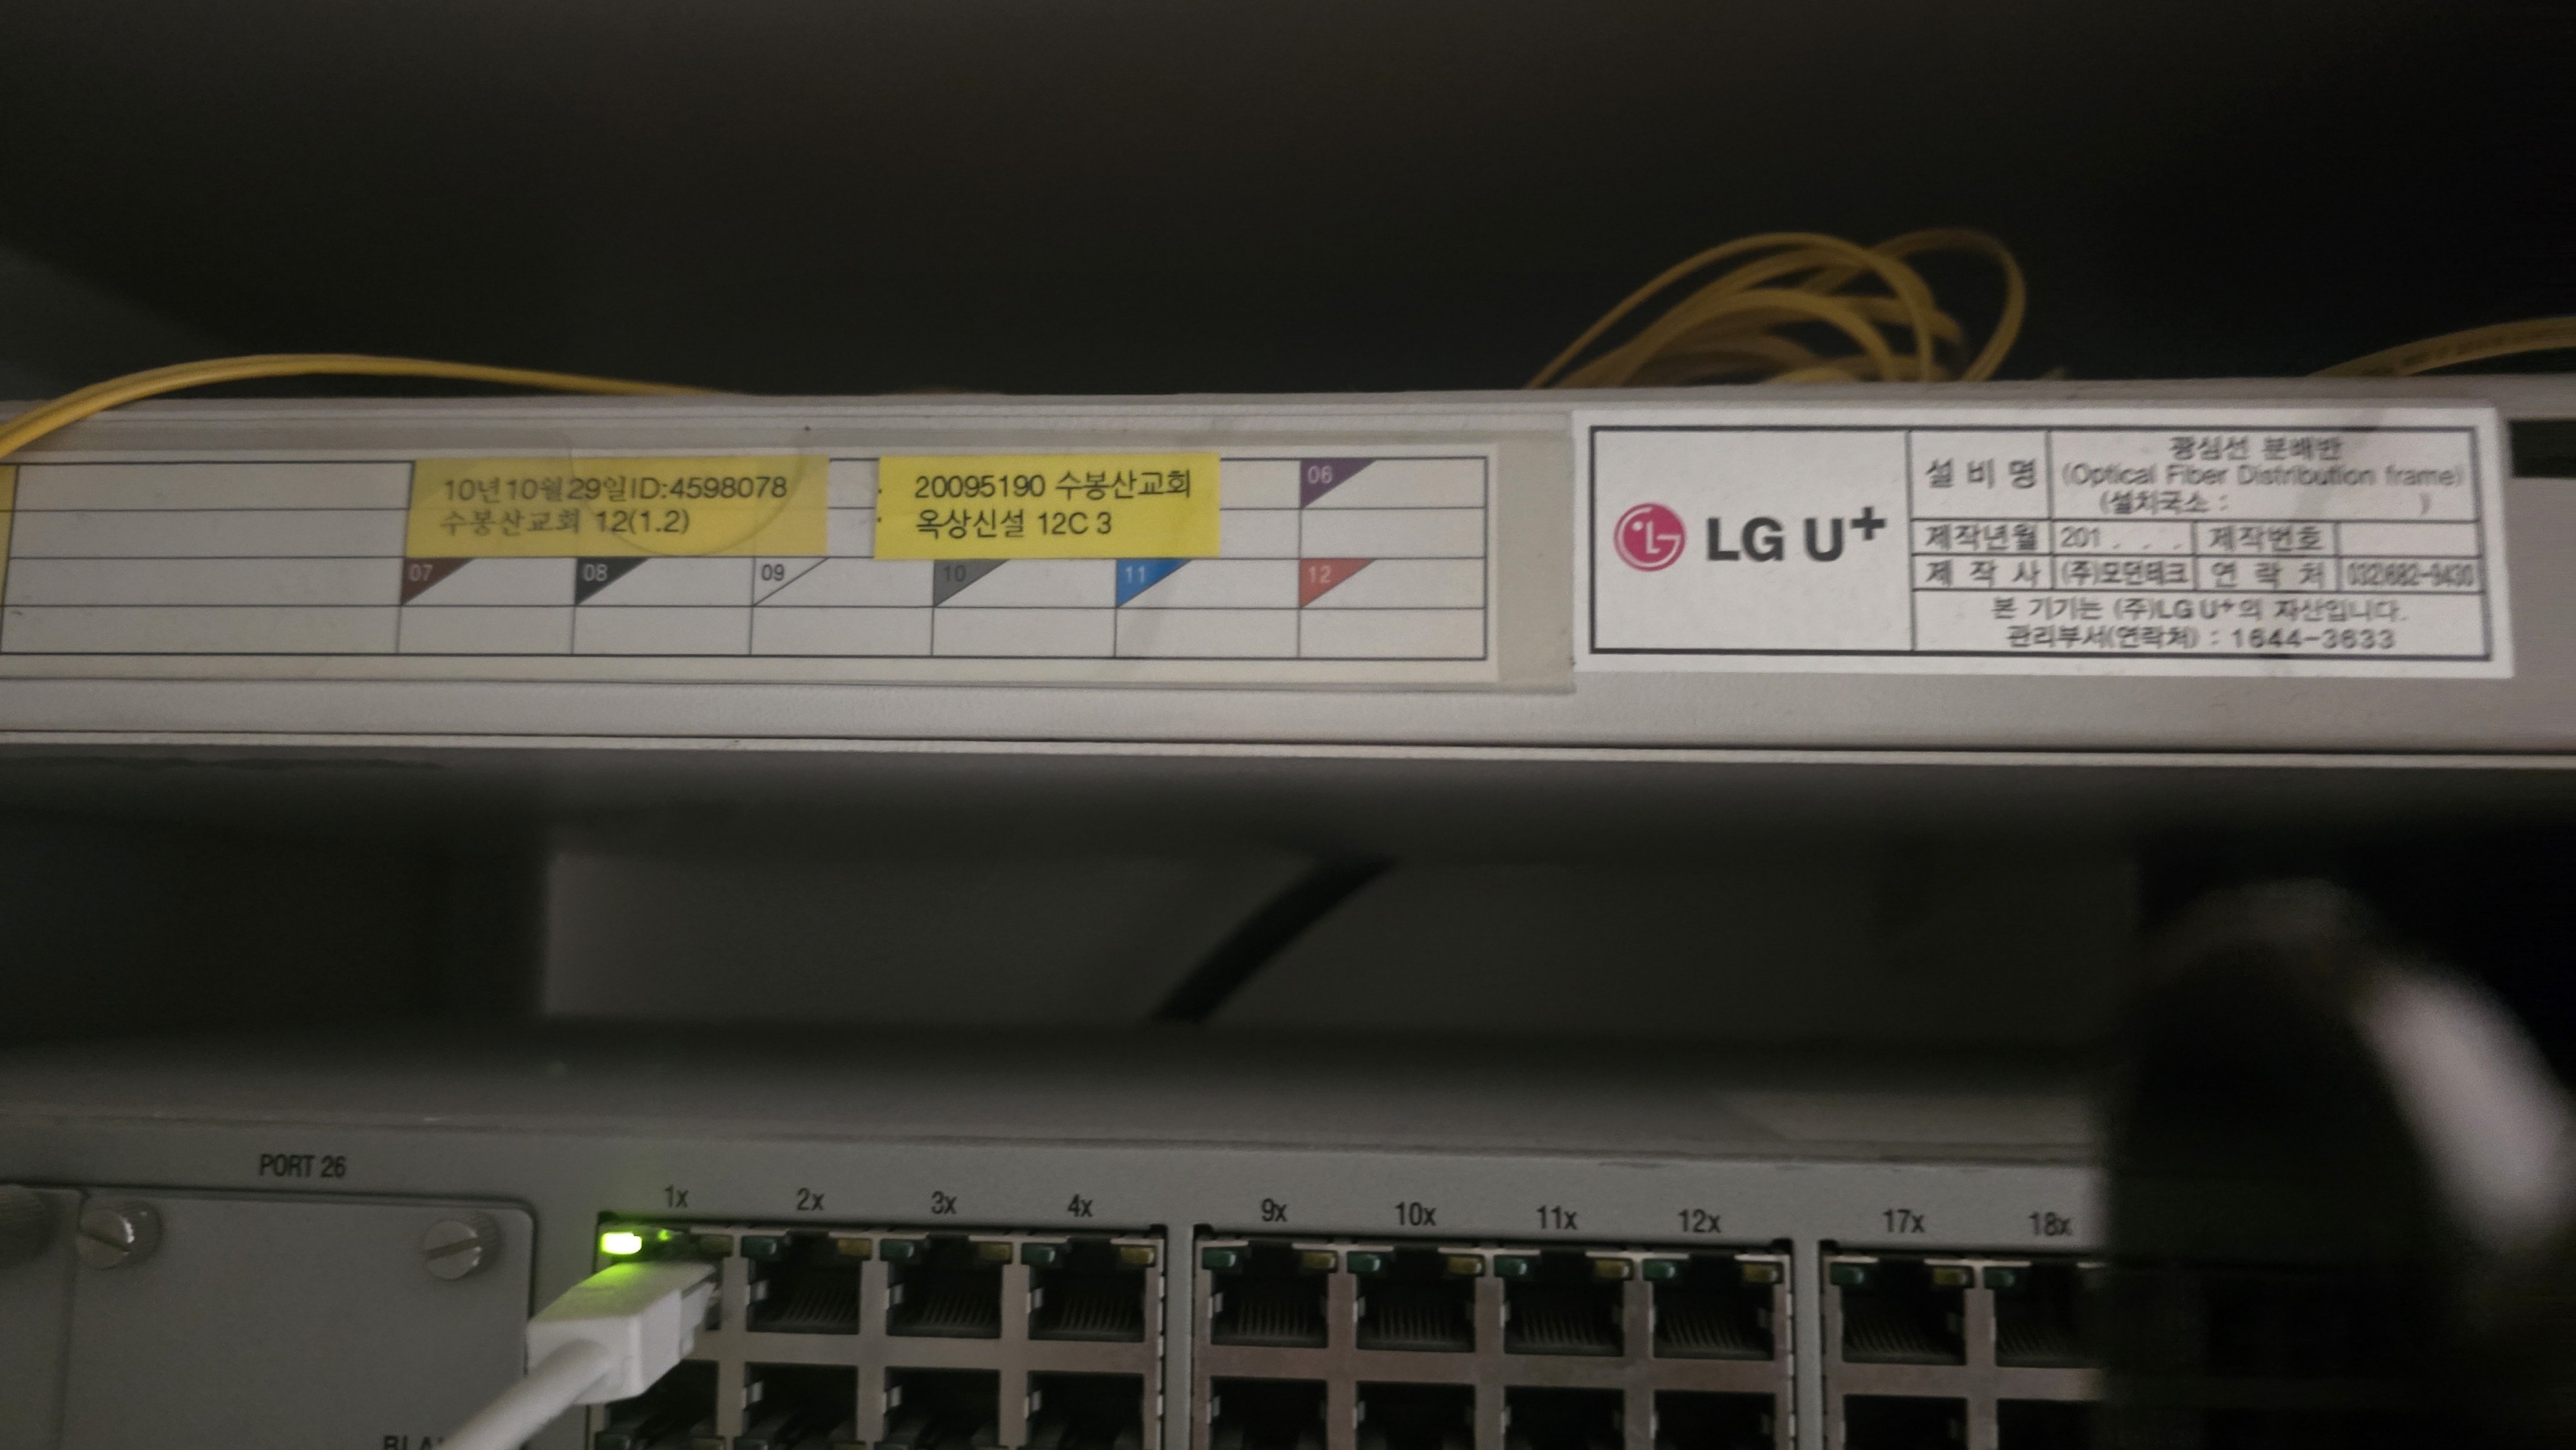 10년10월29일ID:4598078
수봉산교회 12(1.2)
20095190 수봉산교회
옥상신설 12C 3
06
07
08
09
10
11
12
LG U+
설비명
광심선 분배반
(Optical Fiber Distribution frame)
(설치국소 : )
제작년월 201 . . . 제작번호
제작사 (주)모던테크 연락처 032)682-9430
본 기기는 (주)LG U+의 자산입니다.
관리부서(연락처) : 1644-3633
PORT 26
1x 2x 3x 4x 9x 10x 11x 12x 17x 18x